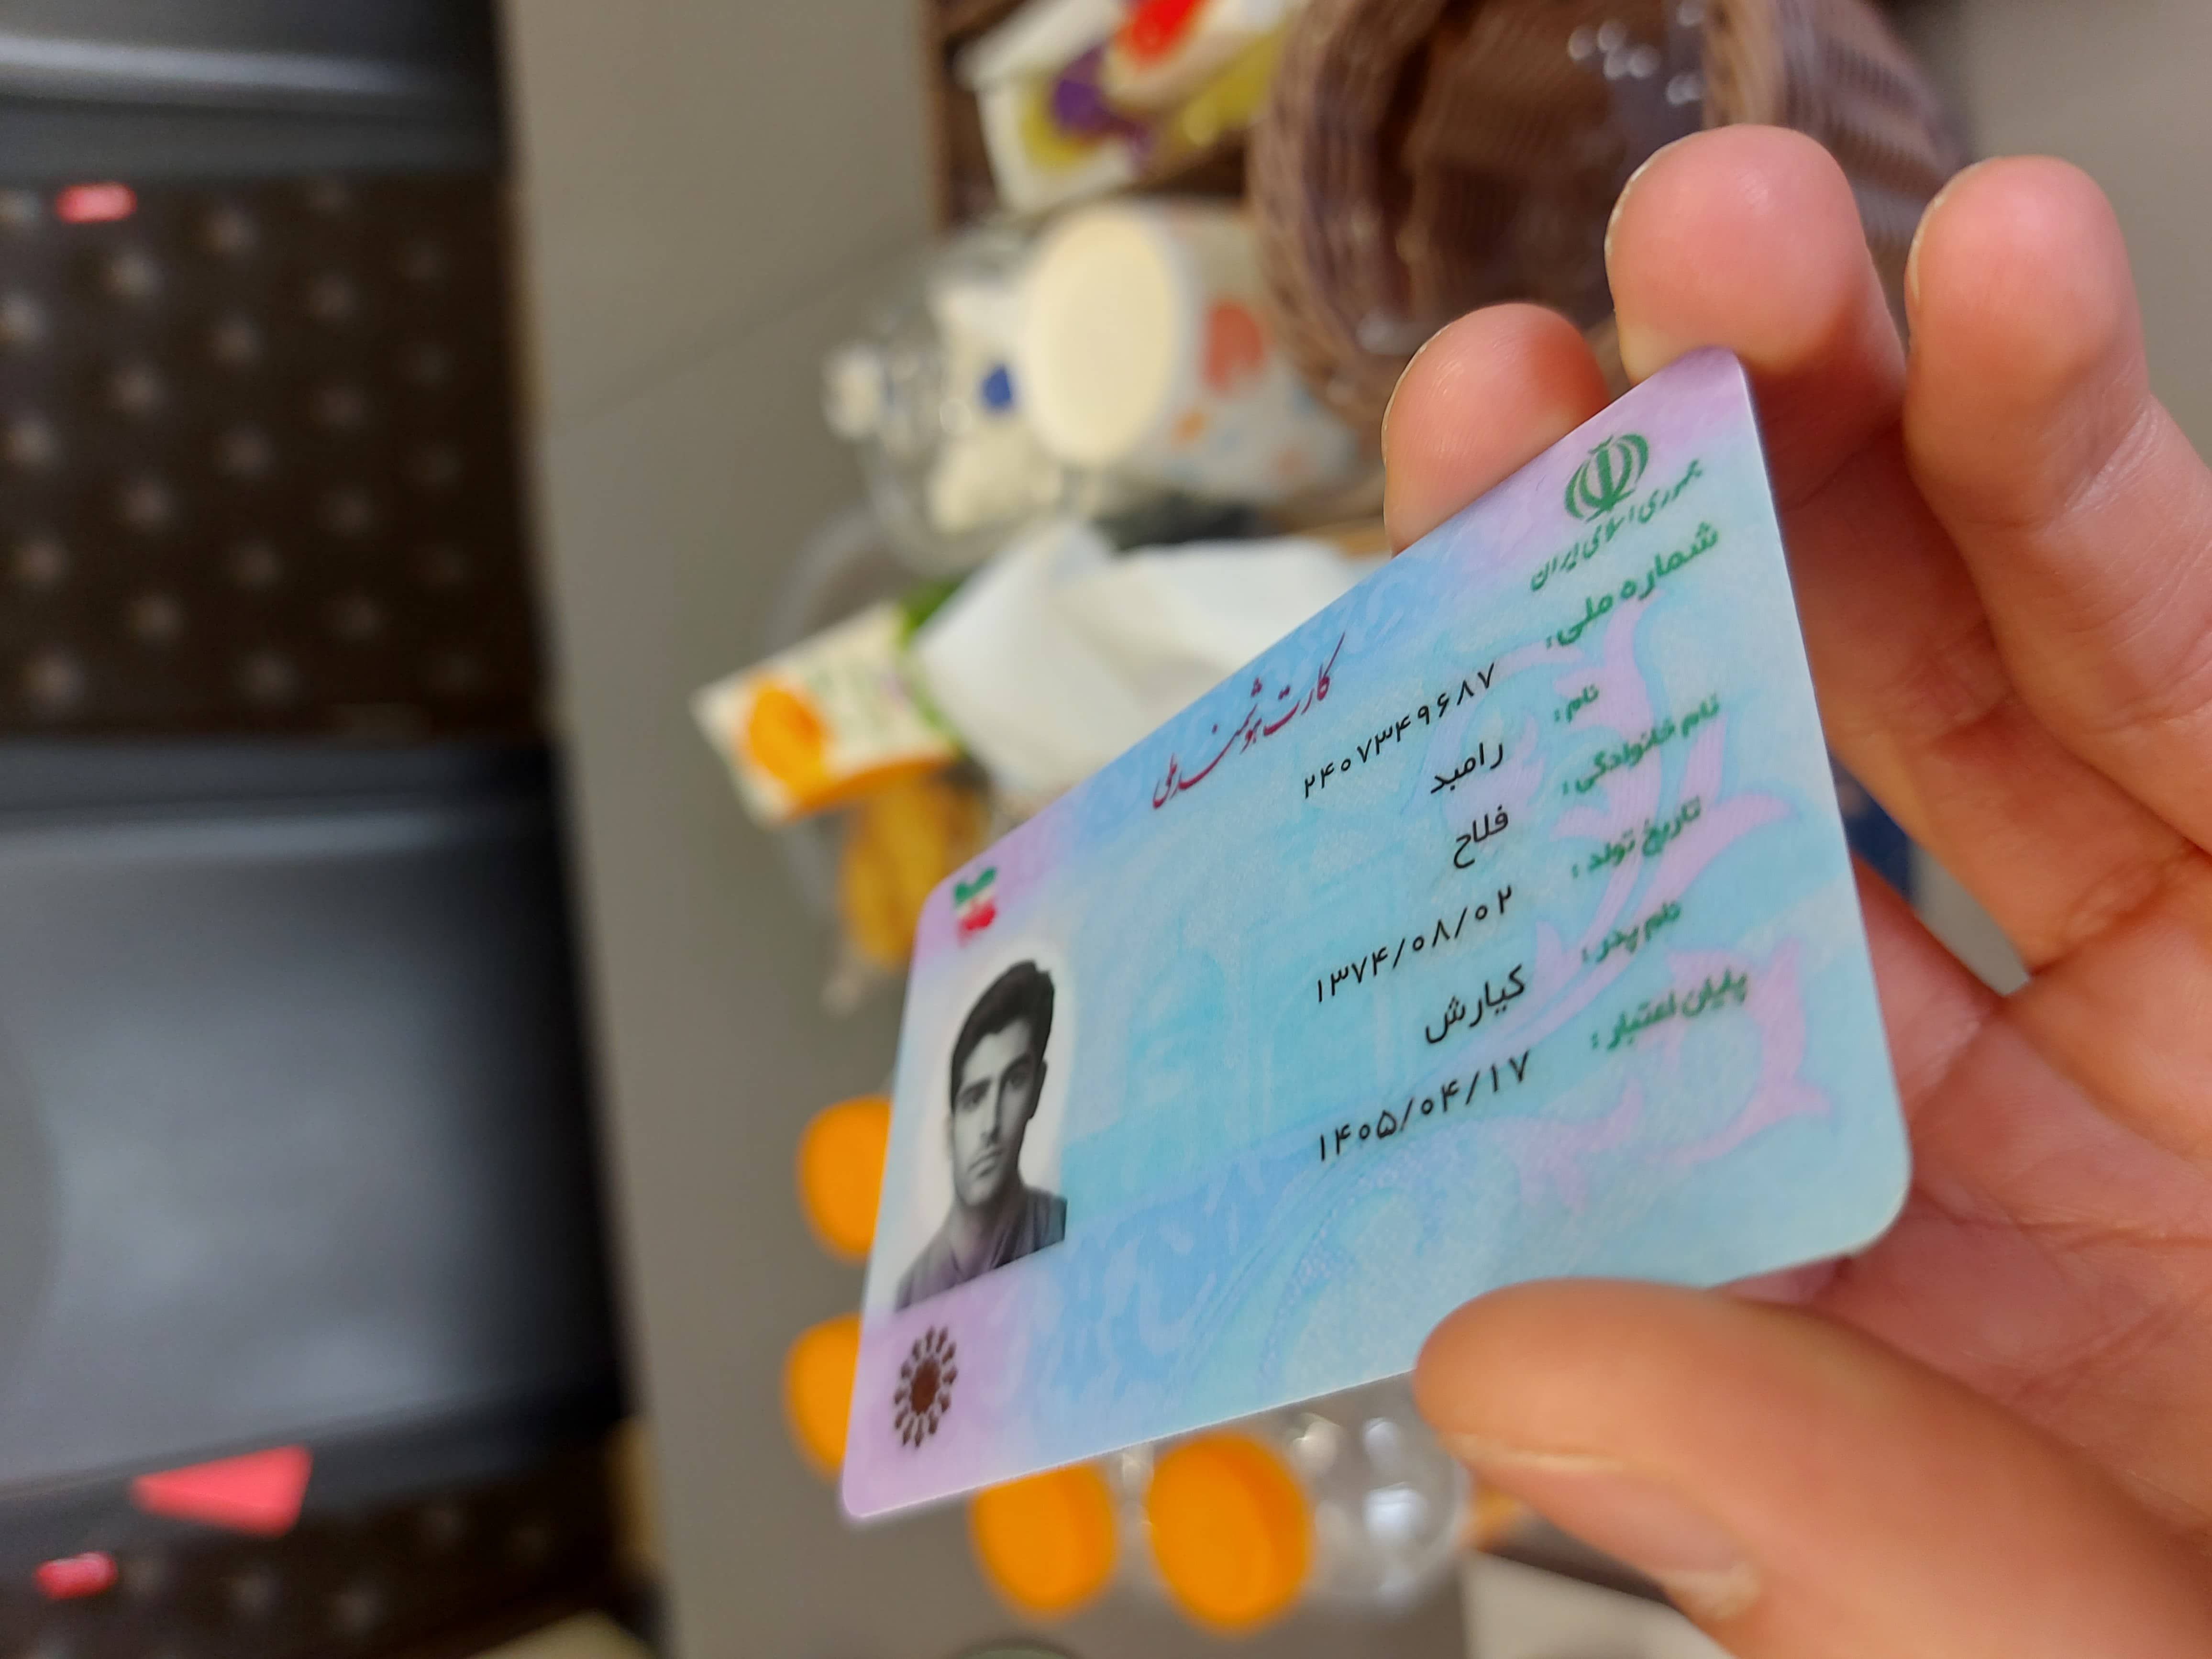 جمهوری اسلامی ایران
کارت هوشمند ملی
شماره ملی: ۲۴۰۷۳۴۹۶۸۷
نام: رامبد
نام خانوادگی: فلاح
تاریخ تولد: ۱۳۷۴/۰۸/۰۲
نام پدر: کیارش
پایان اعتبار: ۱۴۰۵/۰۴/۱۷